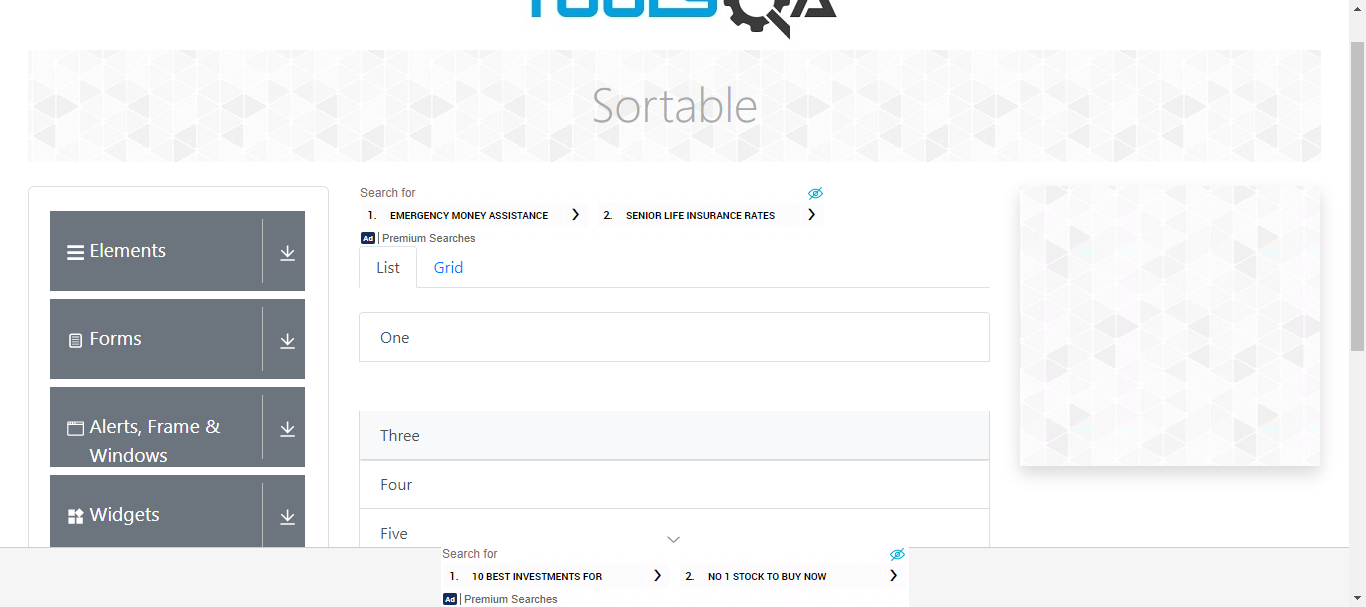 TOOLSQA
Sortable
Elements
Forms
Alerts, Frame &
Windows
Widgets
Search for
1. EMERGENCY MONEY ASSISTANCE
2. SENIOR LIFE INSURANCE RATES
Ad | Premium Searches
List
Grid
One
Three
Four
Five
Search for
1. 10 BEST INVESTMENTS FOR
2. NO 1 STOCK TO BUY NOW
Ad | Premium Searches